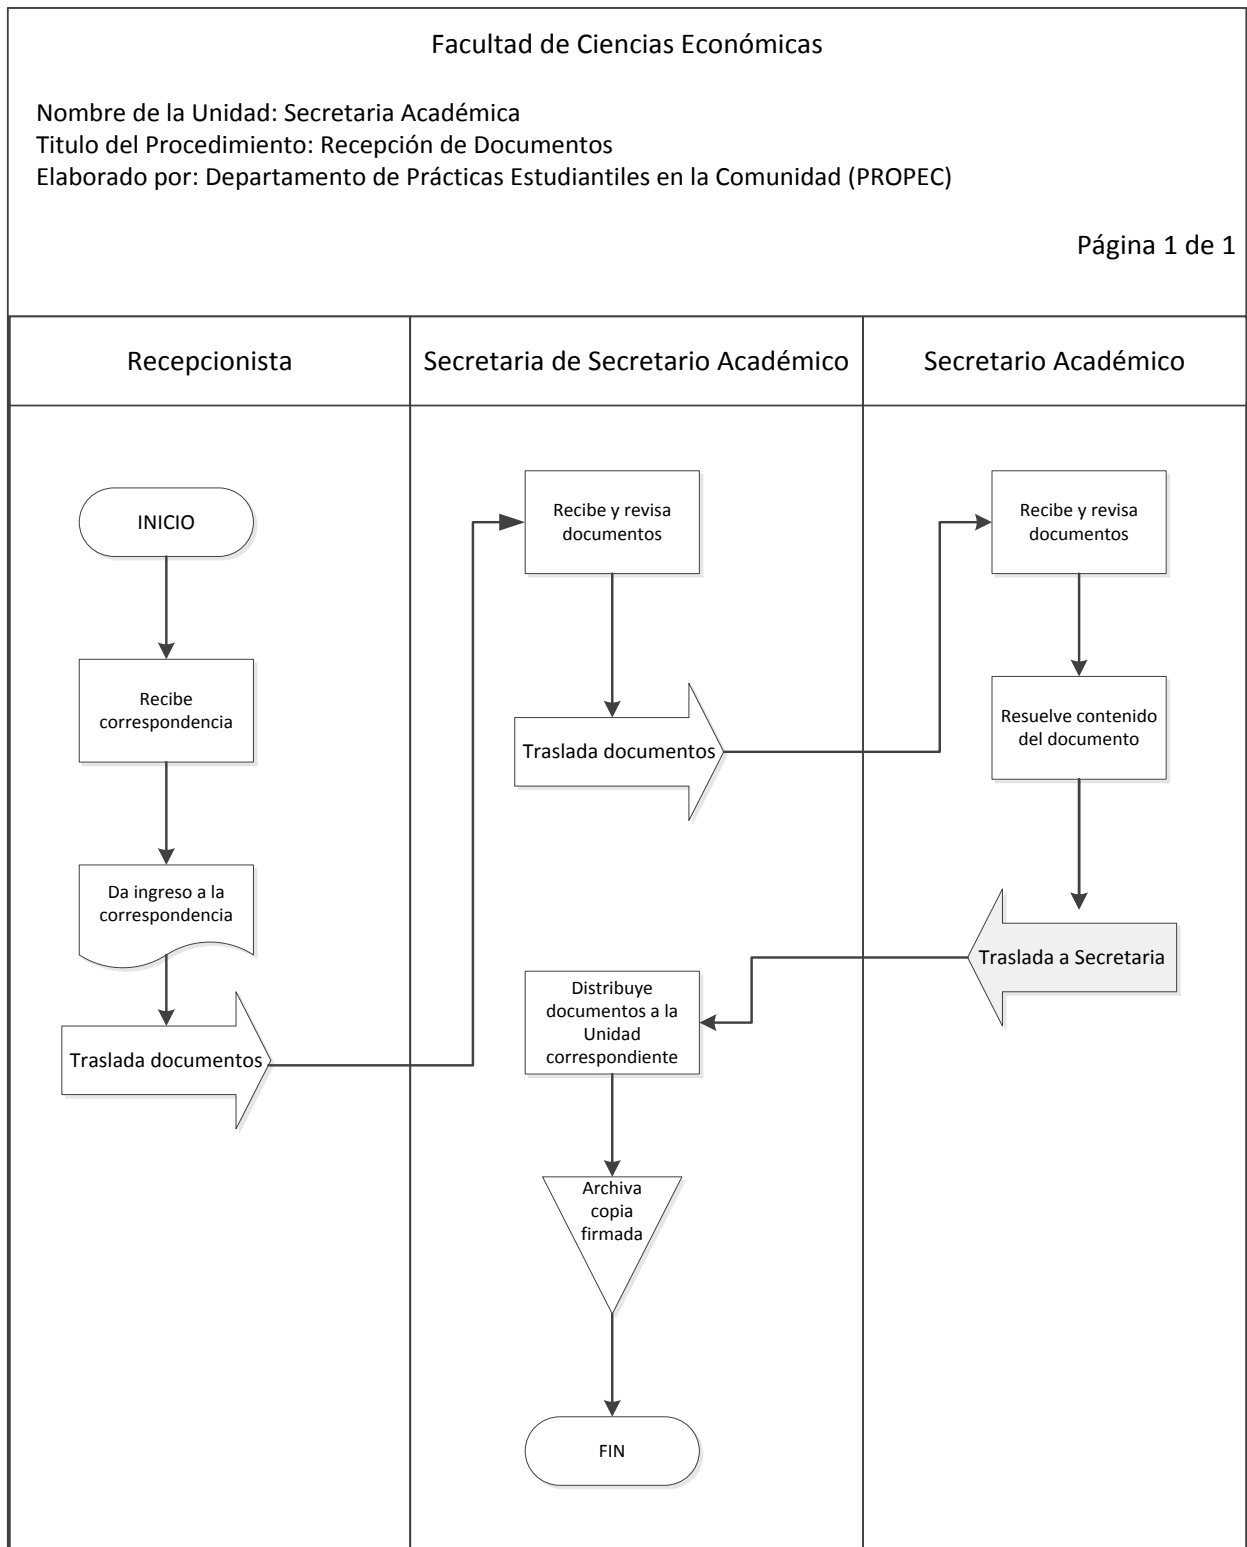 Facultad de Ciencias Económicas
Nombre de la Unidad: Secretaria Académica
Titulo del Procedimiento: Recepción de Documentos
Elaborado por: Departamento de Prácticas Estudiantiles en la Comunidad (PROPEC)
Página 1 de 1
Recepcionista
Secretaria de Secretario Académico
Secretario Académico
INICIO
Recibe
correspondencia
Da ingreso a la
correspondencia
Traslada documentos
Recibe y revisa
documentos
Traslada documentos
Recibe y revisa
documentos
Resuelve contenido
del documento
Traslada a Secretaria
Distribuye
documentos a la
Unidad
correspondiente
Archiva
copia
firmada
FIN